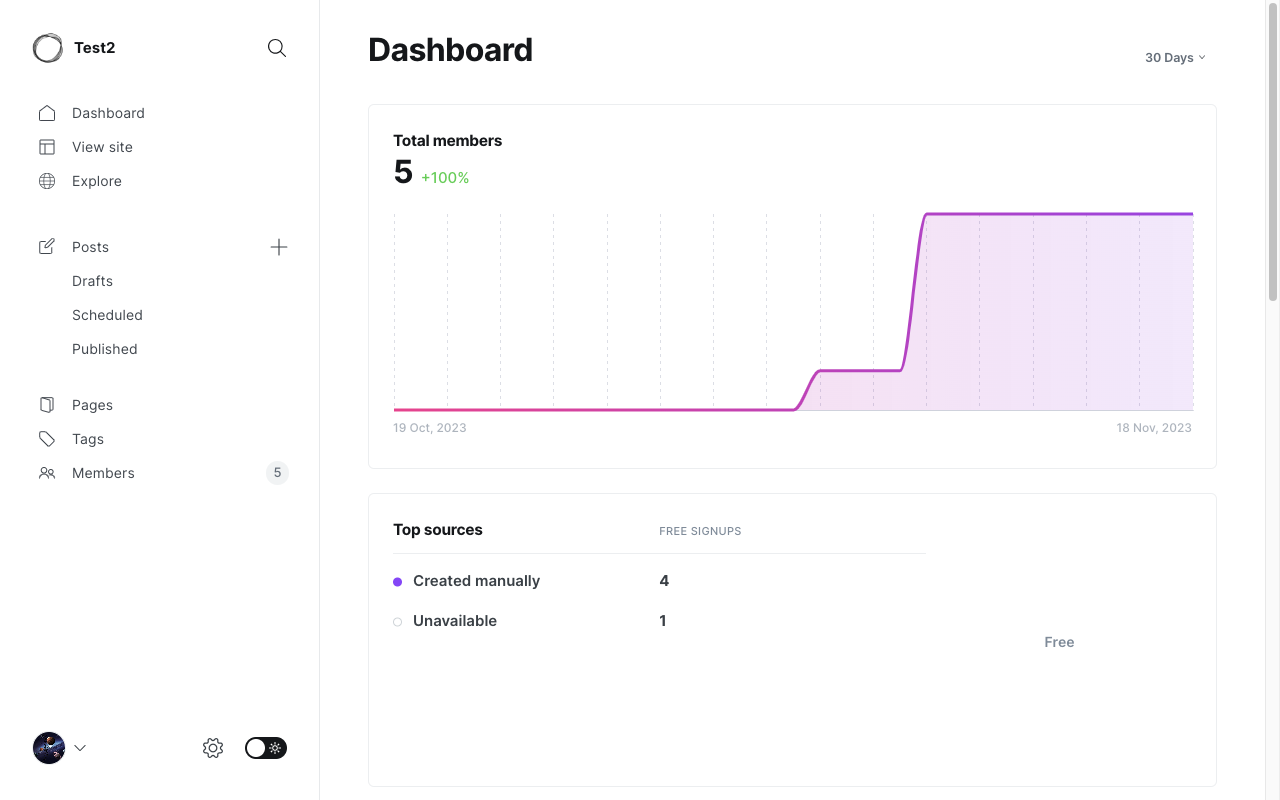 Test2
Dashboard
View site
Explore
Posts
Drafts
Scheduled
Published
Pages
Tags
Members
5
Dashboard
30 Days
Total members
5 +100%
19 Oct, 2023
18 Nov, 2023
Top sources
FREE SIGNUPS
Created manually
4
Unavailable
1
Free